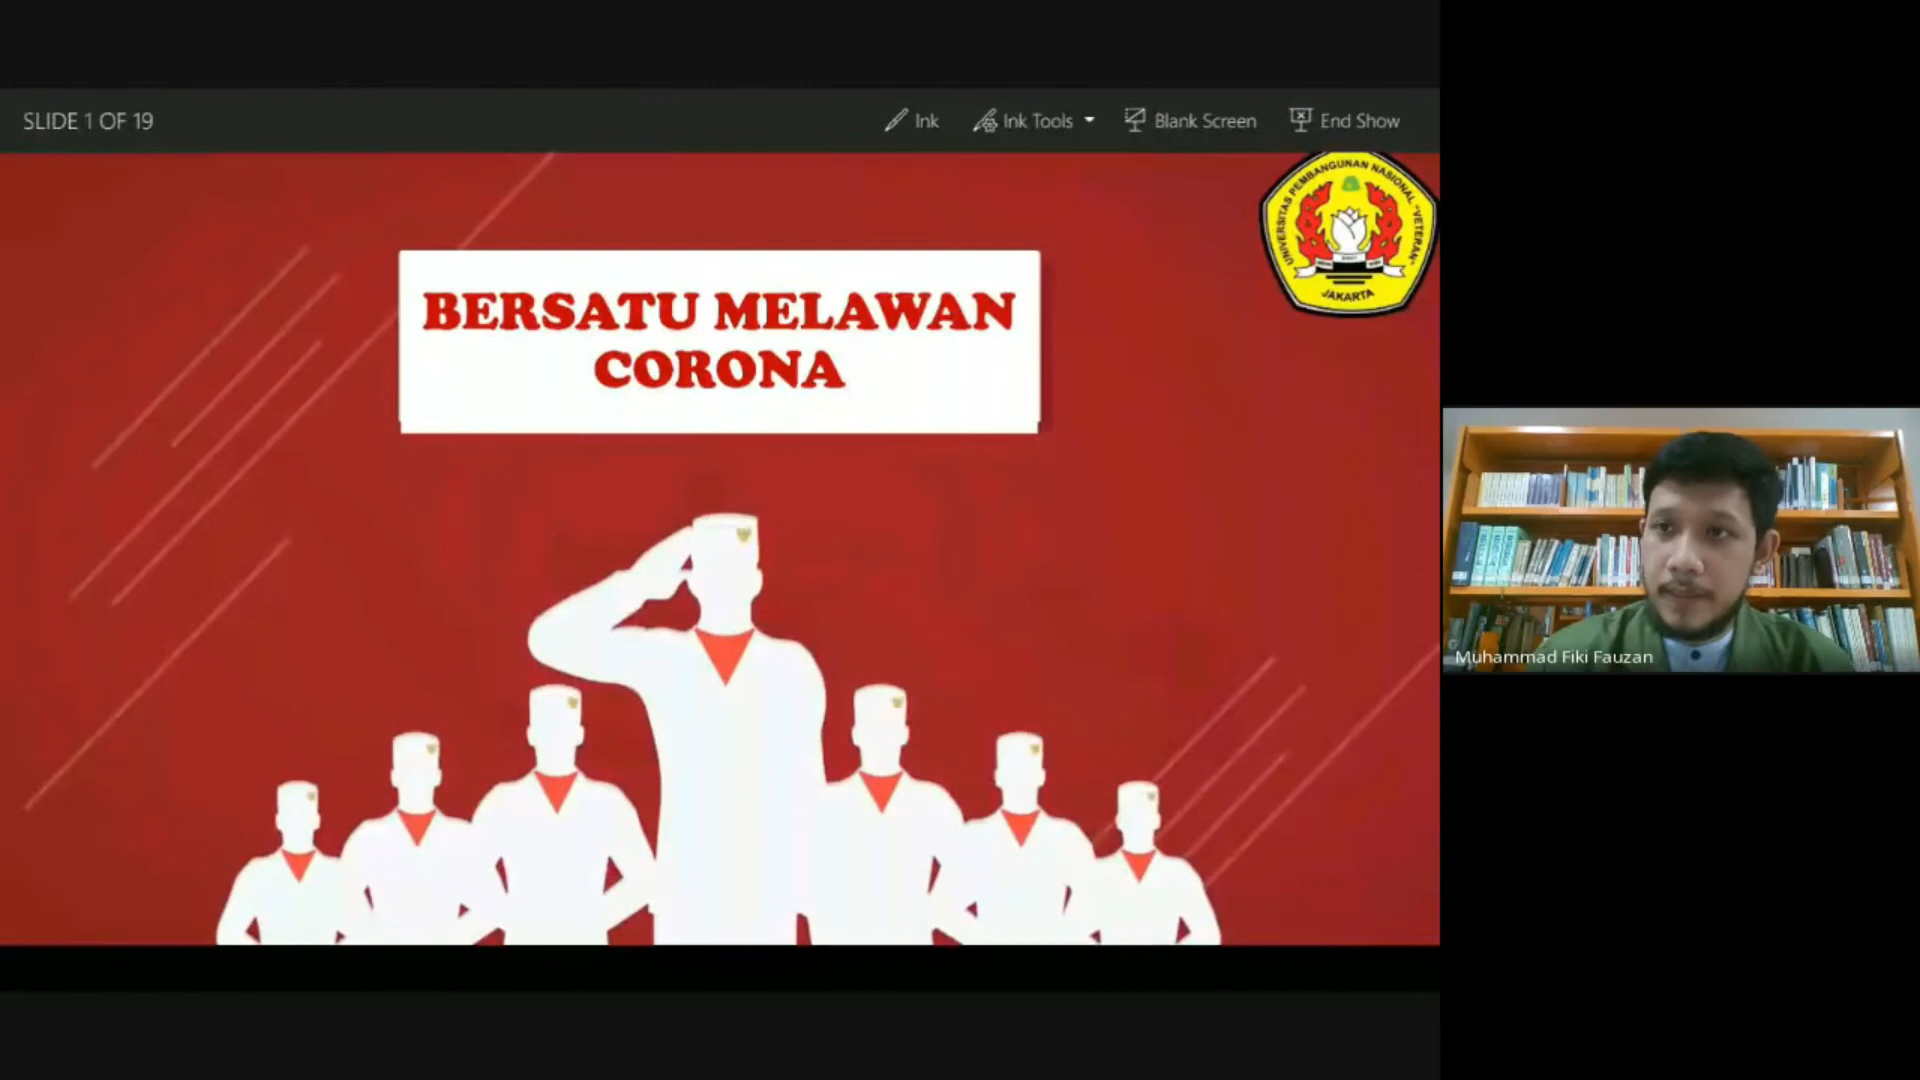 SLIDE 1 OF 19
Ink
Ink Tools
Blank Screen
End Show
UNIVERSITAS PEMBANGUNAN NASIONAL "VETERAN"
JAKARTA
BERSATU MELAWAN
CORONA
Muhammad Fiki Fauzan